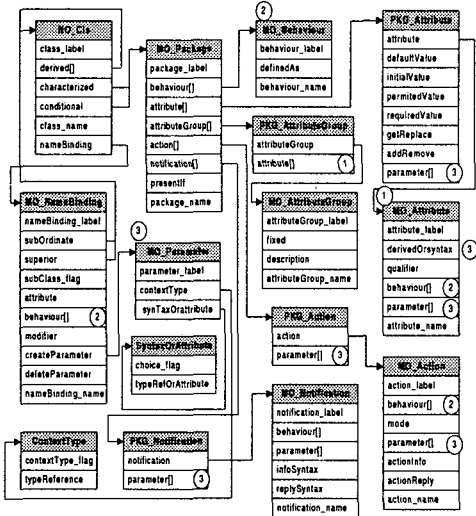 MO_Cls
class_label
derived[]
characterized
conditional
class_name
nameBinding
MO_Package
package_label
behaviour[]
attribute[]
attributeGroup[]
action[]
notification[]
presentIf
package_name
2
MO_Behaviour
behaviour_label
definedAs
behaviour_name
PKG_Attribute
attribute
defaultValue
initialValue
permitedValue
requiredValue
getReplace
addRemove
parameter[] 3
PKG_AttributeGroup
attributeGroup
attribute[] 1
MO_NameBinding
nameBinding_label
subOrdinate
superior
subClass_flag
attribute
behaviour[] 2
modifier
createParameter
deletParameter
nameBinding_name
3
MO_Parameter
parameter_label
contextType
synTaxOrattribute
MO_AttributeGroup
attributeGroup_label
fixed
description
attributeGroup_name
1
MO_Attribute
attribute_label
derivedOrsyntax 3
qualifier
behaviour[] 2
parameter[] 3
attribute_name
SyntaxOrAttribute
choice_flag
typeRefOrAttribute
PKG_Action
action
parameter[] 3
MO_Action
action_label
behaviour[] 2
mode
parameter[] 3
actionInfo
actionReply
action_name
ContextType
contextType_flag
typeReference
PKG_Notification
notification
parameter[] 3
MO_Notification
notification_label
behaviour[]
parameter[]
infoSyntax
replySyntax
notification_name